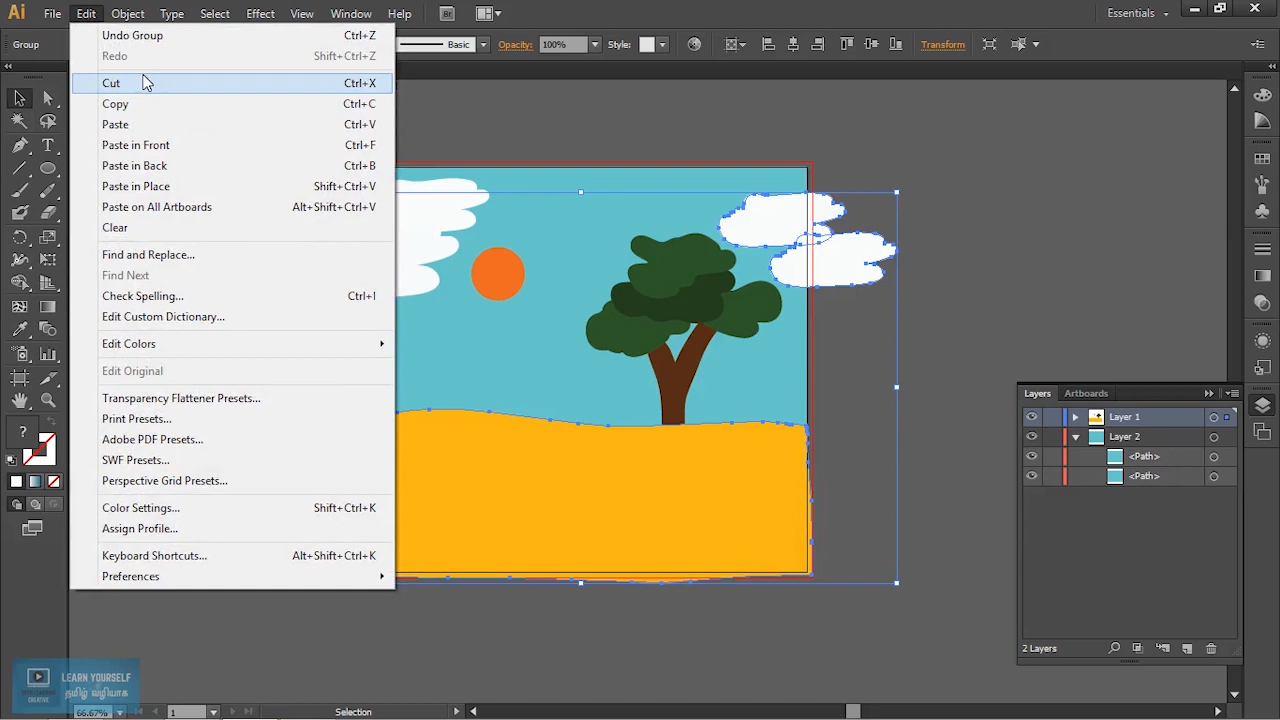 Ai File Edit Object Type Select Effect View Window Help Br Essentials
Group Basic Opacity: 100% Style: Transform
Undo Group Ctrl+Z
Redo Shift+Ctrl+Z
Cut Ctrl+X
Copy Ctrl+C
Paste Ctrl+V
Paste in Front Ctrl+F
Paste in Back Ctrl+B
Paste in Place Shift+Ctrl+V
Paste on All Artboards Alt+Shift+Ctrl+V
Clear
Find and Replace...
Find Next
Check Spelling... Ctrl+I
Edit Custom Dictionary...
Edit Colors
Edit Original
Transparency Flattener Presets...
Print Presets...
Adobe PDF Presets...
SWF Presets...
Perspective Grid Presets...
Color Settings... Shift+Ctrl+K
Assign Profile...
Keyboard Shortcuts... Alt+Shift+Ctrl+K
Preferences
?
Layers Artboards
Layer 1
Layer 2
<Path>
<Path>
2 Layers
LEARN YOURSELF
தமிழ் வழியாக
CREATIVE
66.67% 1 Selection